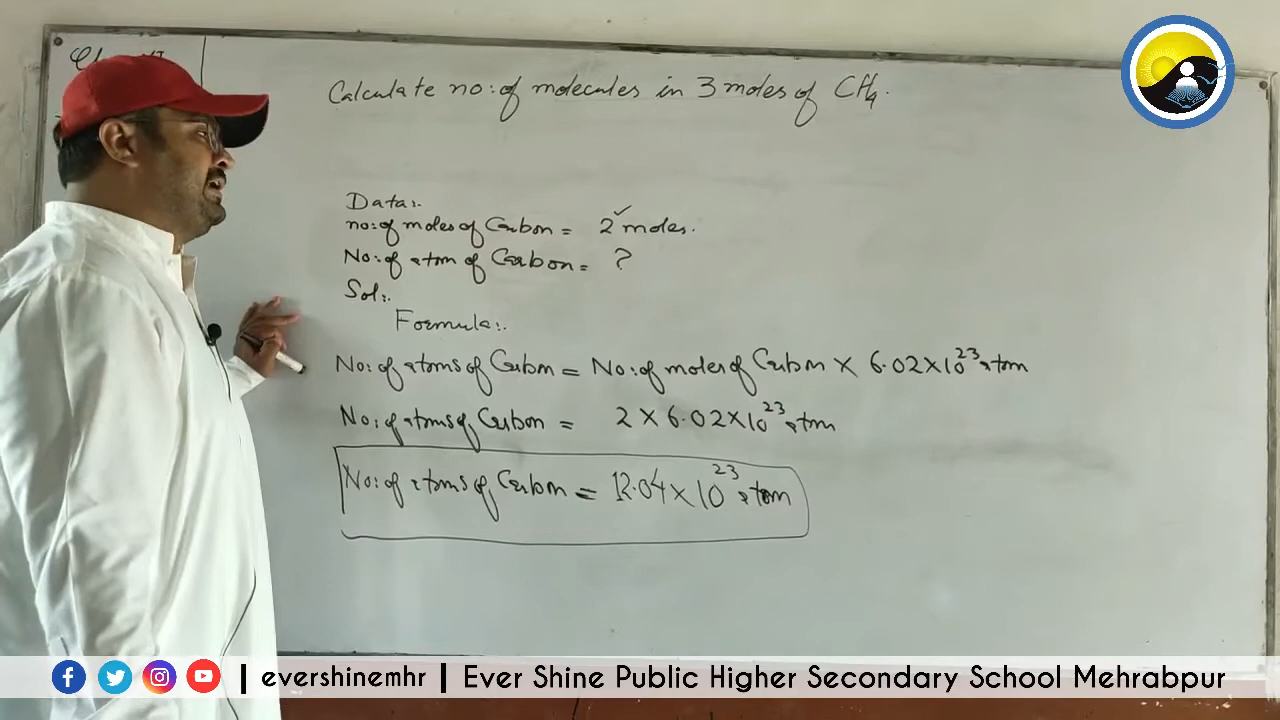 Calculate no: of molecules in 3 moles of CH4.
Data:.
no: of moles of Carbon = 2 moles.
No: of atom of Carbon = ?
Sol:.
Formula:.
No: of atoms of Carbon = No: of moles of Carbon × 6.02×10^23 atom
No: of atoms of Carbon = 2 × 6.02×10^23 atm
No: of atoms of Carbon = 12.04×10^23 atom
| evershinemhr | Ever Shine Public Higher Secondary School Mehrabpur